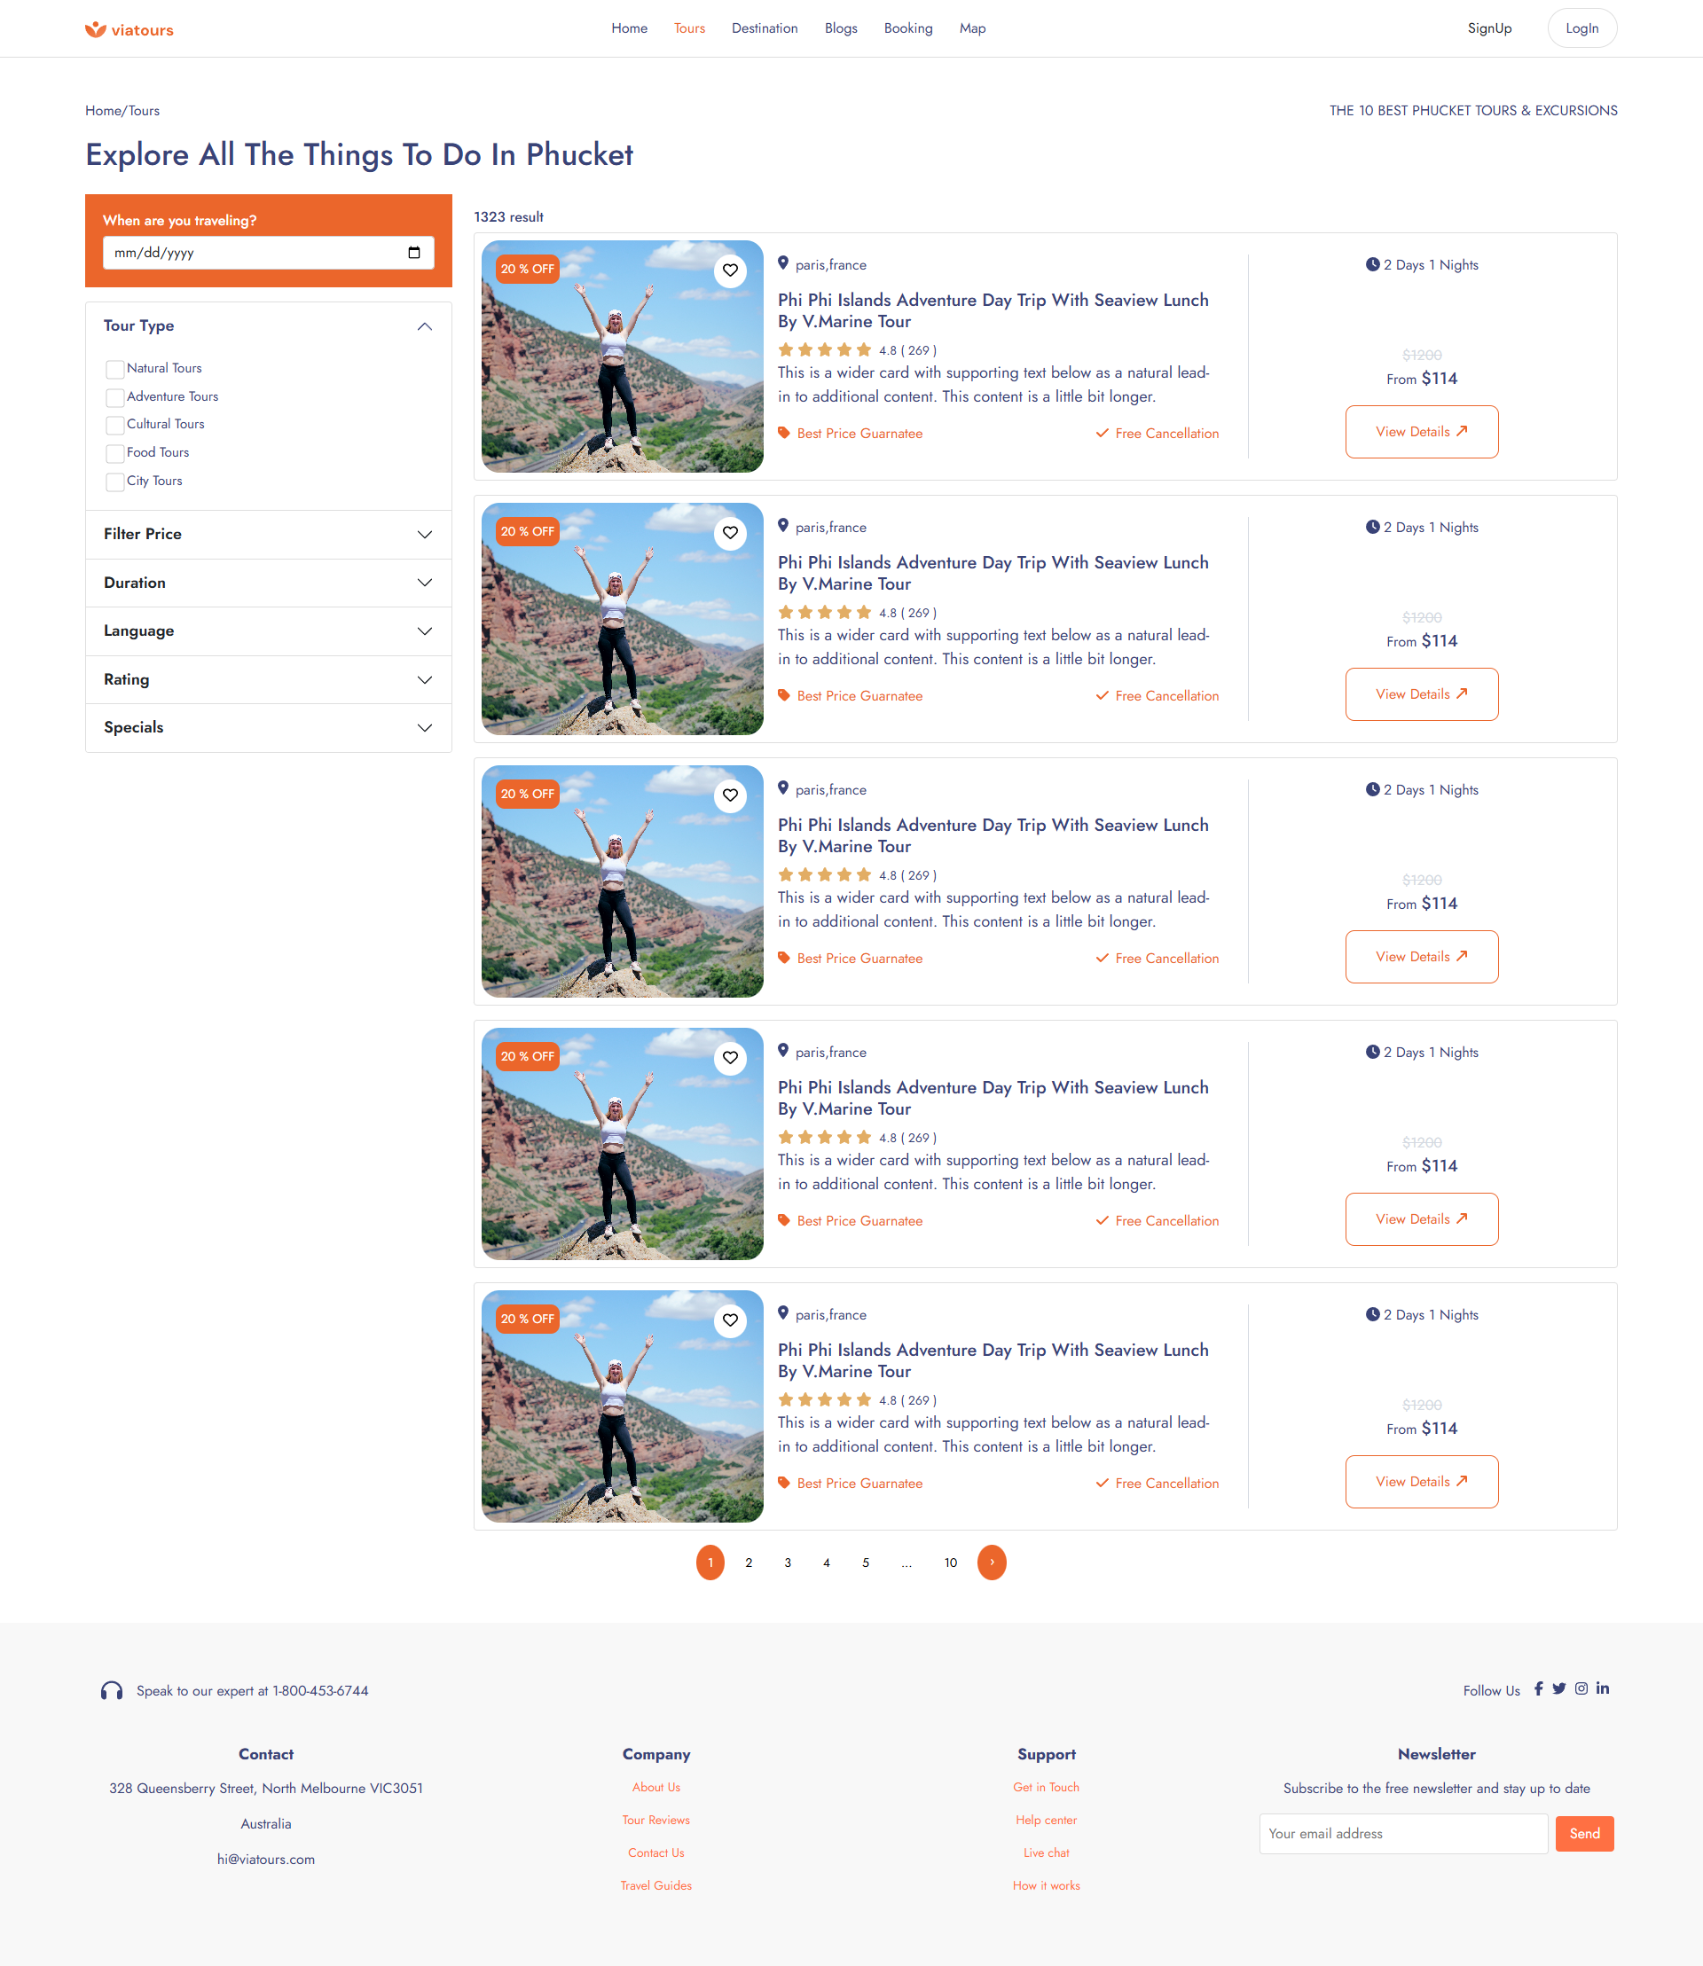 viatours
Home Tours Destination Blogs Booking Map
SignUp LogIn
Home/Tours
THE 10 BEST PHUCKET TOURS & EXCURSIONS
Explore All The Things To Do In Phucket
When are you traveling?
mm/dd/yyyy
Tour Type
Natural Tours
Adventure Tours
Cultural Tours
Food Tours
City Tours
Filter Price
Duration
Language
Rating
Specials
1323 result
20 % OFF
paris,france
Phi Phi Islands Adventure Day Trip With Seaview Lunch
By V.Marine Tour
4.8 ( 269 )
This is a wider card with supporting text below as a natural lead-
in to additional content. This content is a little bit longer.
Best Price Guarnatee Free Cancellation
2 Days 1 Nights
$1200
From $114
View Details
20 % OFF
paris,france
Phi Phi Islands Adventure Day Trip With Seaview Lunch
By V.Marine Tour
4.8 ( 269 )
This is a wider card with supporting text below as a natural lead-
in to additional content. This content is a little bit longer.
Best Price Guarnatee Free Cancellation
2 Days 1 Nights
$1200
From $114
View Details
20 % OFF
paris,france
Phi Phi Islands Adventure Day Trip With Seaview Lunch
By V.Marine Tour
4.8 ( 269 )
This is a wider card with supporting text below as a natural lead-
in to additional content. This content is a little bit longer.
Best Price Guarnatee Free Cancellation
2 Days 1 Nights
$1200
From $114
View Details
20 % OFF
paris,france
Phi Phi Islands Adventure Day Trip With Seaview Lunch
By V.Marine Tour
4.8 ( 269 )
This is a wider card with supporting text below as a natural lead-
in to additional content. This content is a little bit longer.
Best Price Guarnatee Free Cancellation
2 Days 1 Nights
$1200
From $114
View Details
20 % OFF
paris,france
Phi Phi Islands Adventure Day Trip With Seaview Lunch
By V.Marine Tour
4.8 ( 269 )
This is a wider card with supporting text below as a natural lead-
in to additional content. This content is a little bit longer.
Best Price Guarnatee Free Cancellation
2 Days 1 Nights
$1200
From $114
View Details
1 2 3 4 5 ... 10 ›
Speak to our expert at 1-800-453-6744
Follow Us
Contact
328 Queensberry Street, North Melbourne VIC3051
Australia
hi@viatours.com
Company
About Us
Tour Reviews
Contact Us
Travel Guides
Support
Get in Touch
Help center
Live chat
How it works
Newsletter
Subscribe to the free newsletter and stay up to date
Your email address Send